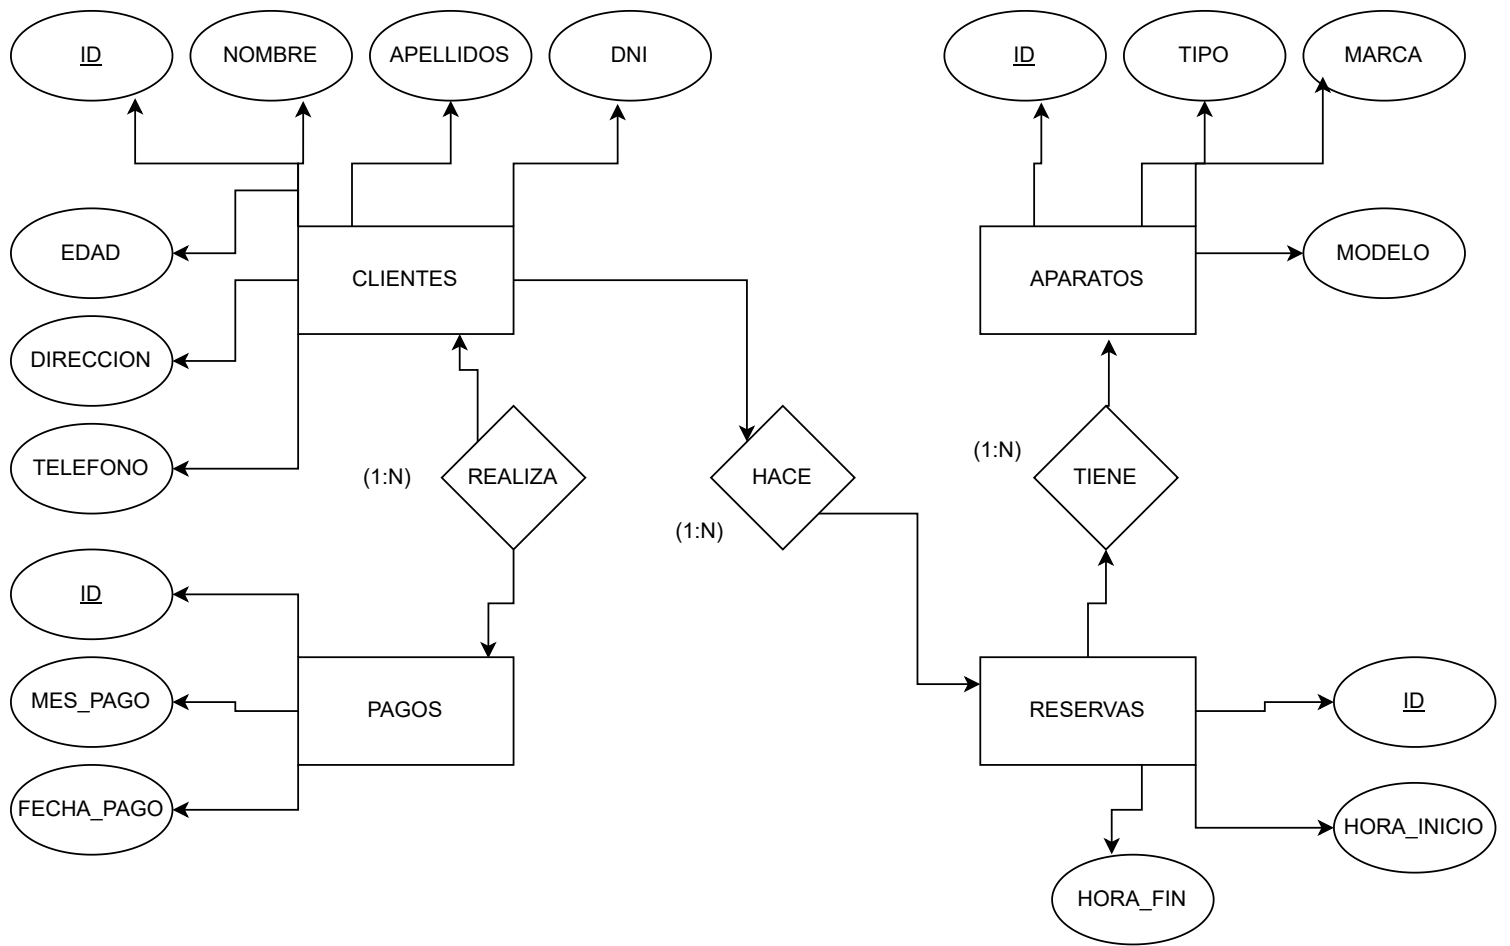 ID
NOMBRE
APELLIDOS
DNI
ID
TIPO
MARCA
EDAD
CLIENTES
APARATOS
MODELO
DIRECCION
TELEFONO
(1:N)
REALIZA
HACE
(1:N)
(1:N)
TIENE
ID
MES_PAGO
PAGOS
RESERVAS
ID
FECHA_PAGO
HORA_INICIO
HORA_FIN